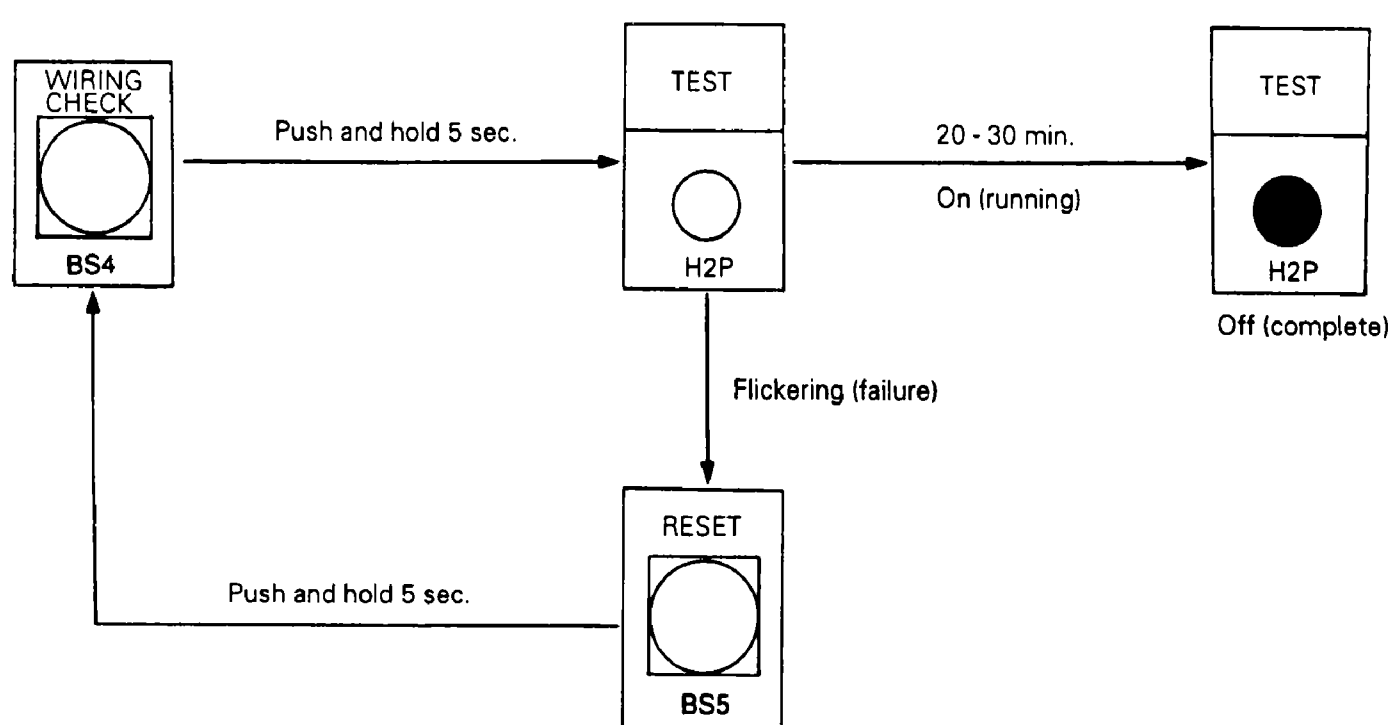 WIRING
CHECK
BS4
Push and hold 5 sec.
TEST
H2P
20 - 30 min.
On (running)
TEST
H2P
Off (complete)
Flickering (failure)
RESET
BS5
Push and hold 5 sec.